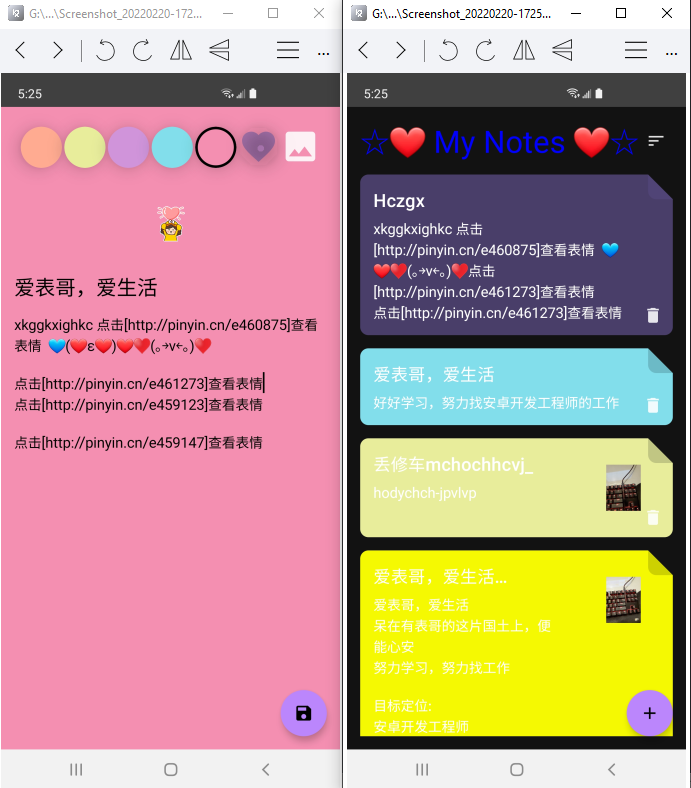 G:\...\Screenshot_20220220-172...
...
5:25
爱表哥，爱生活
xkggkxighkc 点击[http://pinyin.cn/e460875]查看
表情 💙(❤️ε❤️)❤️❤️(｡￫v￩｡)❤️
点击[http://pinyin.cn/e461273]查看表情
点击[http://pinyin.cn/e459123]查看表情
点击[http://pinyin.cn/e459147]查看表情
G:\...\Screenshot_20220220-1725...
...
5:25
☆❤️ My Notes ❤️☆
Hczgx
xkggkxighkc 点击
[http://pinyin.cn/e460875]查看表情 💙
❤️❤️(｡￫v￩｡)❤️点击
[http://pinyin.cn/e461273]查看表情
点击[http://pinyin.cn/e461273]查看表情
爱表哥，爱生活
好好学习，努力找安卓开发工程师的工作
丢修车mchochhcvj_
hodychch-jpvlvp
爱表哥，爱生活...
爱表哥，爱生活
呆在有表哥的这片国土上，便
能心安
努力学习，努力找工作
目标定位:
安卓开发工程师